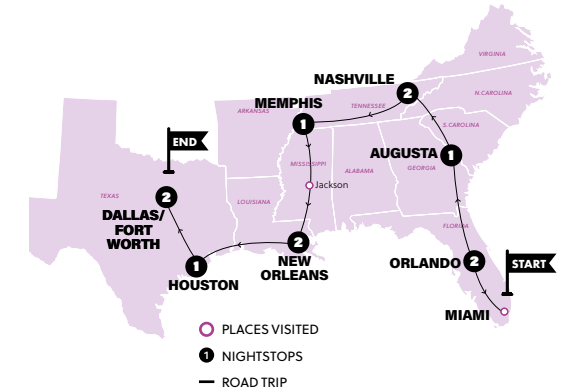 VIRGINIA
NASHVILLE
2
N.CAROLINA
MEMPHIS
TENNESSEE
ARKANSAS
1
S.CAROLINA
END
AUGUSTA
1
MISSISSIPPI
ALABAMA
GEORGIA
Jackson
TEXAS
2
LOUISIANA
DALLAS/
FORT
WORTH
FLORIDA
2
NEW
ORLEANS
1
HOUSTON
ORLANDO
2
START
MIAMI
PLACES VISITED
1 NIGHTSTOPS
ROAD TRIP